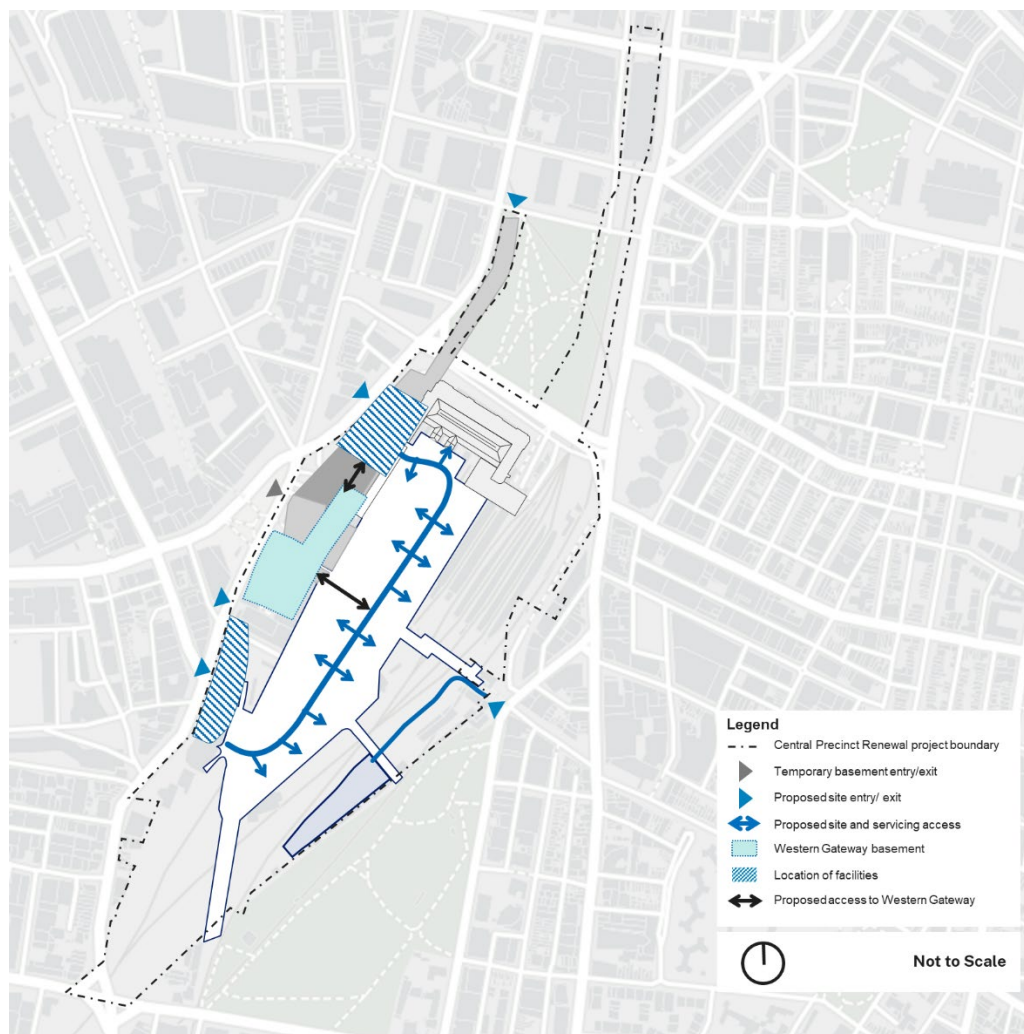 Legend
Central Precinct Renewal project boundary
Temporary basement entry/exit
Proposed site entry/ exit
Proposed site and servicing access
Western Gateway basement
Location of facilities
Proposed access to Western Gateway
Not to Scale